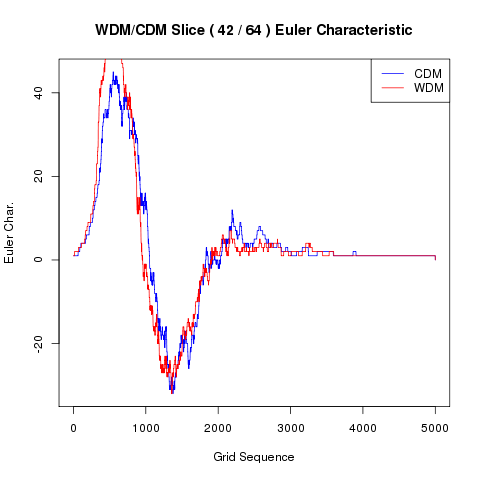 WDM/CDM Slice ( 42 / 64 ) Euler Characteristic
CDM
WDM
Euler Char.
40
20
0
-20
0 1000 2000 3000 4000 5000
Grid Sequence